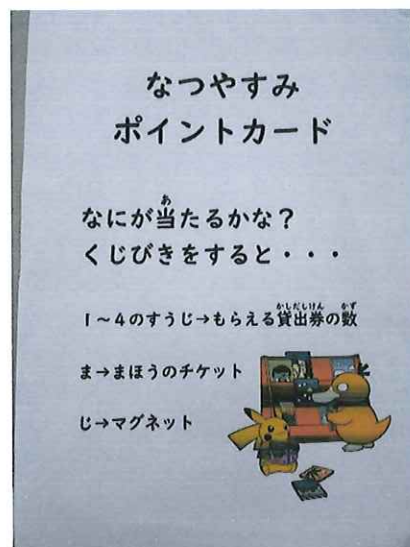 なつやすみ
ポイントカード
なにが当たるかな？
くじびきをすると・・・
1～4のすうじ→もらえる貸出券の数
ま→まほうのチケット
じ→マグネット